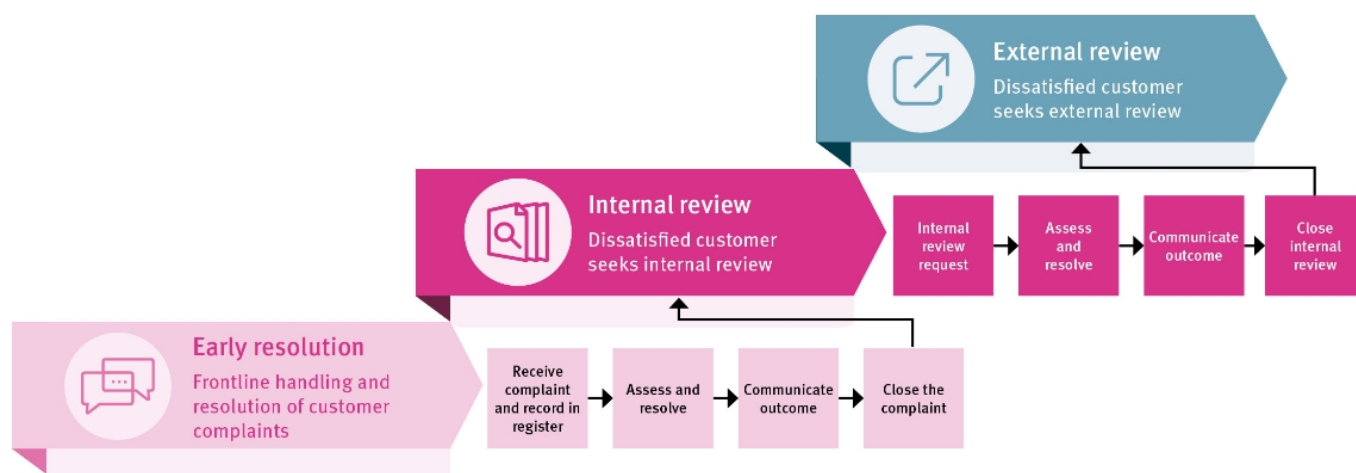 External review
Dissatisfied customer
seeks external review
Internal review
Dissatisfied customer
seeks internal review
Internal
review
request
Assess
and
resolve
Communicate
outcome
Close
internal
review
Early resolution
Frontline handling and
resolution of customer
complaints
Receive
complaint
and record in
register
Assess and
resolve
Communicate
outcome
Close the
complaint